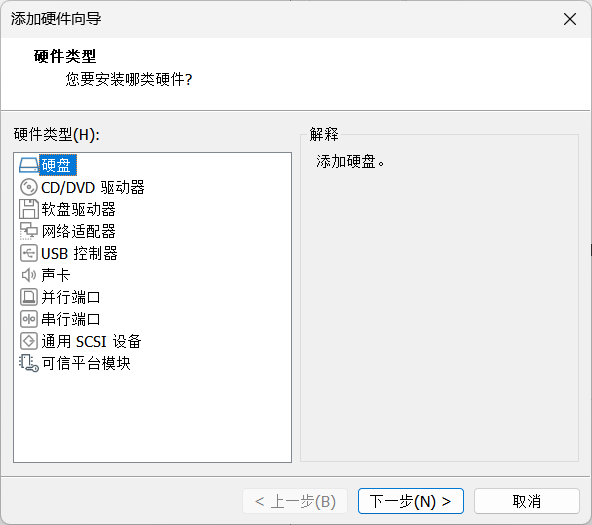 添加硬件向导
硬件类型
您要安装哪类硬件?
硬件类型(H):
硬盘
CD/DVD 驱动器
软盘驱动器
网络适配器
USB 控制器
声卡
并行端口
串行端口
通用 SCSI 设备
可信平台模块
解释
添加硬盘。
< 上一步(B)
下一步(N) >
取消